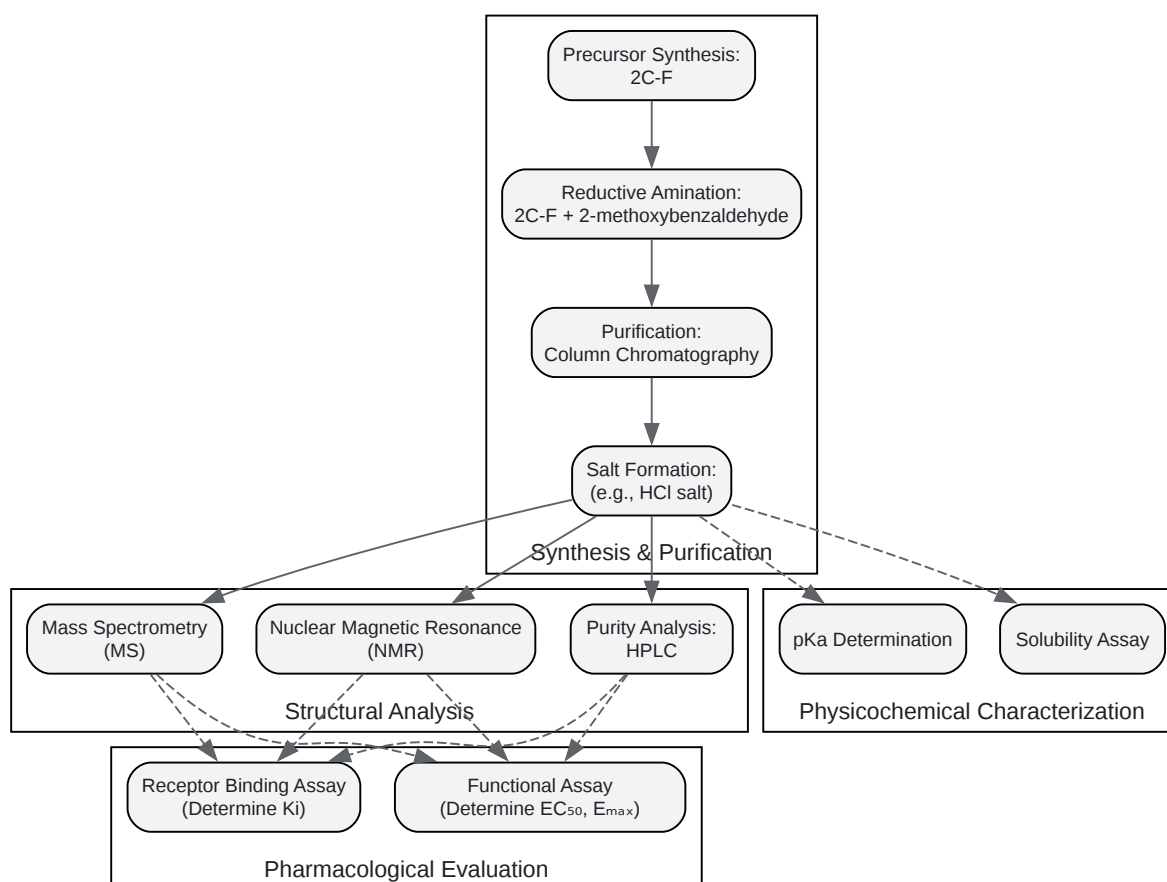 Precursor Synthesis:
2C-F
Reductive Amination:
2C-F + 2-methoxybenzaldehyde
Purification:
Column Chromatography
Salt Formation:
(e.g., HCl salt)
Synthesis & Purification
Mass Spectrometry
(MS)
Nuclear Magnetic Resonance
(NMR)
Purity Analysis:
HPLC
Structural Analysis
pKa Determination
Solubility Assay
Physicochemical Characterization
Receptor Binding Assay
(Determine Ki)
Functional Assay
(Determine EC₅₀, Eₘₐₓ)
Pharmacological Evaluation